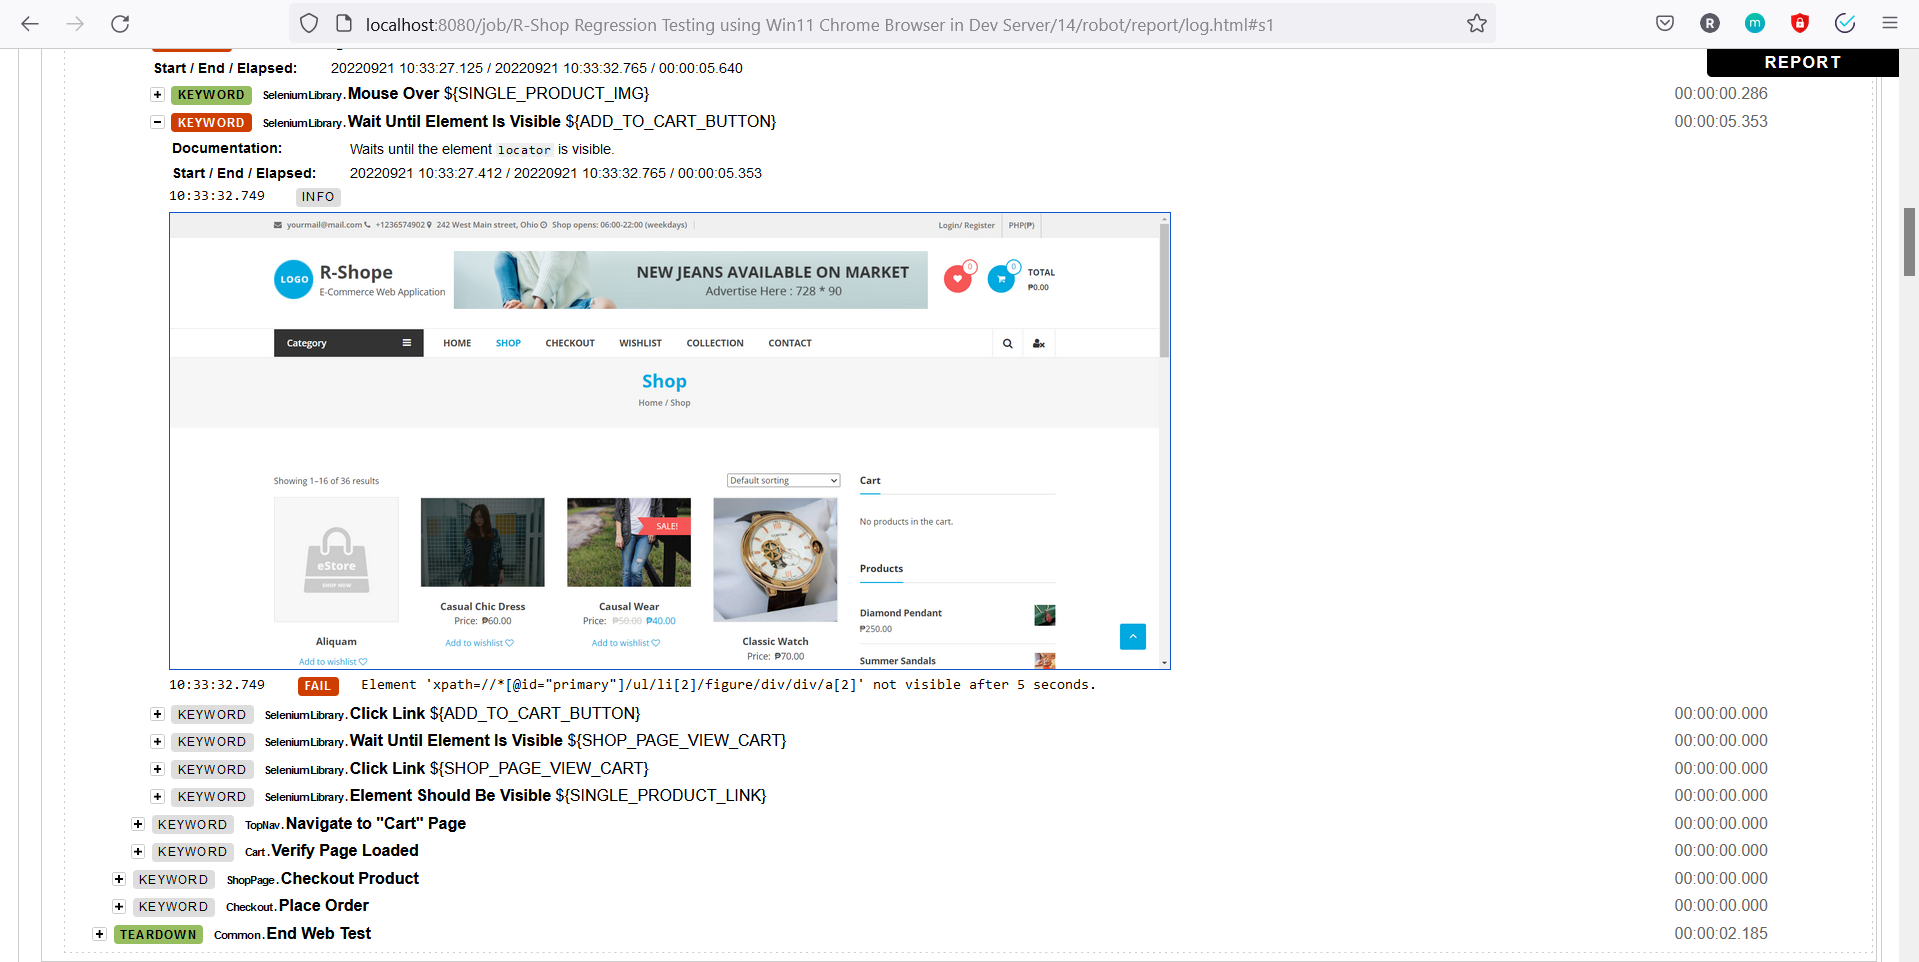 localhost:8080/job/R-Shop Regression Testing using Win11 Chrome Browser in Dev Server/14/robot/report/log.html#s1
R
m
REPORT
Start / End / Elapsed: 20220921 10:33:27.125 / 20220921 10:33:32.765 / 00:00:05.640
+ KEYWORD SeleniumLibrary.Mouse Over ${SINGLE_PRODUCT_IMG} 00:00:00.286
− KEYWORD SeleniumLibrary.Wait Until Element Is Visible ${ADD_TO_CART_BUTTON} 00:00:05.353
Documentation: Waits until the element locator is visible.
Start / End / Elapsed: 20220921 10:33:27.412 / 20220921 10:33:32.765 / 00:00:05.353
10:33:32.749 INFO
yourmail@mail.com +1236574902 242 West Main street, Ohio Shop opens: 06:00-22:00 (weekdays) Login/ Register PHP(₱)
LOGO R-Shope
E-Commerce Web Application
NEW JEANS AVAILABLE ON MARKET
Advertise Here : 728 * 90
0 0 TOTAL
₱0.00
Category HOME SHOP CHECKOUT WISHLIST COLLECTION CONTACT
Shop
Home / Shop
Showing 1–16 of 36 results Default sorting
eStore
SHOP NOW
Aliquam
Add to wishlist
Casual Chic Dress
Price: ₱60.00
Add to wishlist
SALE!
Causal Wear
Price: ₱50.00 ₱40.00
Add to wishlist
Classic Watch
Price: ₱70.00
Cart
No products in the cart.
Products
Diamond Pendant
₱250.00
Summer Sandals
10:33:32.749 FAIL Element 'xpath=//*[@id="primary"]/ul/li[2]/figure/div/div/a[2]' not visible after 5 seconds.
+ KEYWORD SeleniumLibrary.Click Link ${ADD_TO_CART_BUTTON} 00:00:00.000
+ KEYWORD SeleniumLibrary.Wait Until Element Is Visible ${SHOP_PAGE_VIEW_CART} 00:00:00.000
+ KEYWORD SeleniumLibrary.Click Link ${SHOP_PAGE_VIEW_CART} 00:00:00.000
+ KEYWORD SeleniumLibrary.Element Should Be Visible ${SINGLE_PRODUCT_LINK} 00:00:00.000
+ KEYWORD TopNav.Navigate to "Cart" Page 00:00:00.000
+ KEYWORD Cart.Verify Page Loaded 00:00:00.000
+ KEYWORD ShopPage.Checkout Product 00:00:00.000
+ KEYWORD Checkout.Place Order 00:00:00.000
+ TEARDOWN Common.End Web Test 00:00:02.185